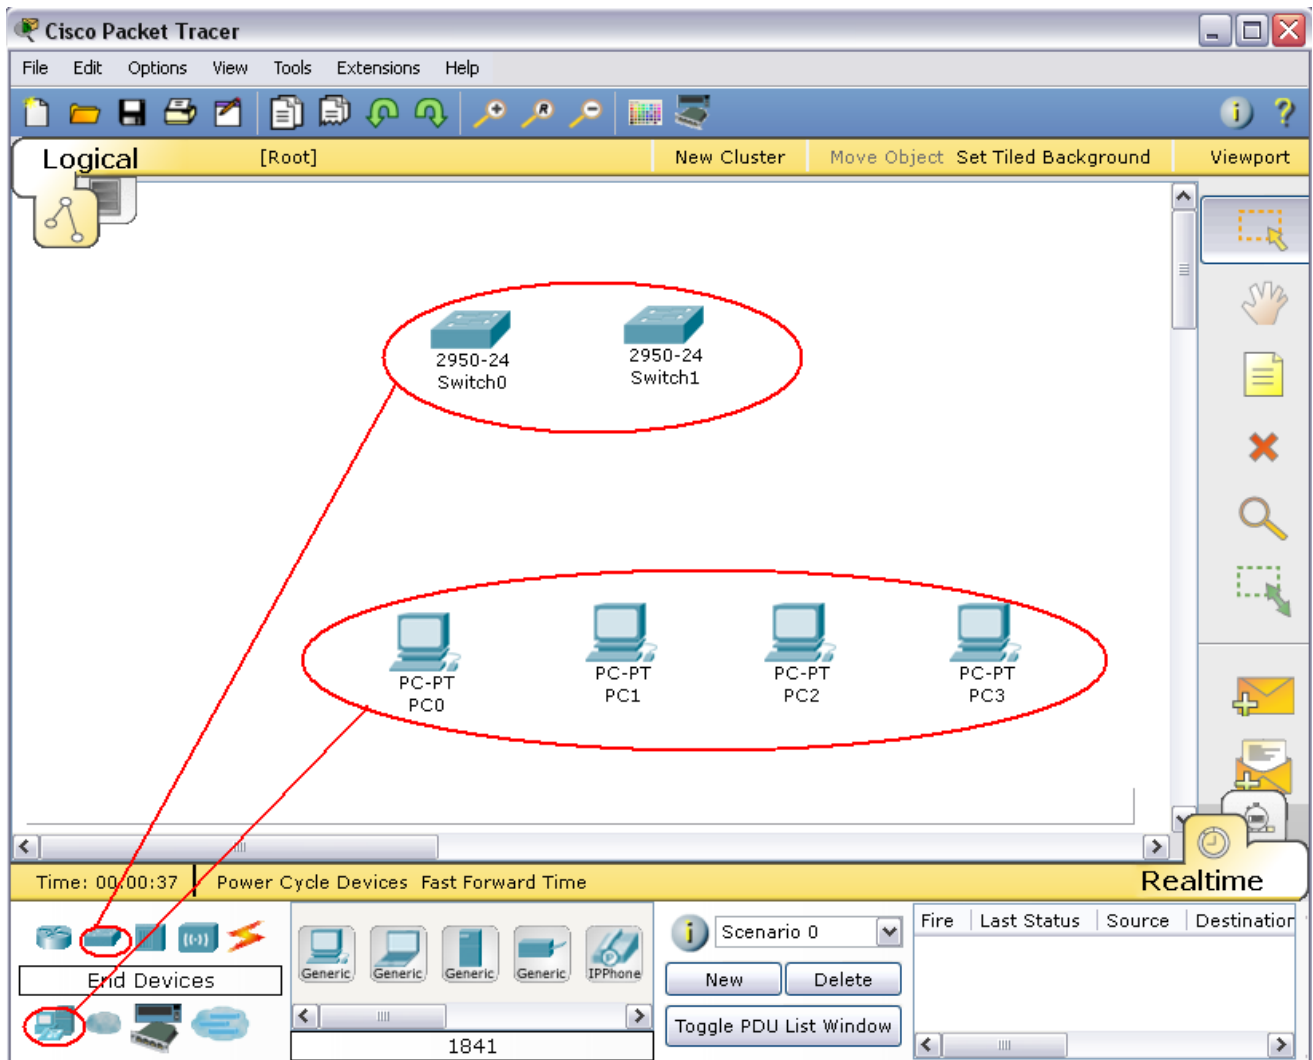 Cisco Packet Tracer
File Edit Options View Tools Extensions Help
Logical [Root] New Cluster Move Object Set Tiled Background Viewport
2950-24
Switch0
2950-24
Switch1
PC-PT
PC0
PC-PT
PC1
PC-PT
PC2
PC-PT
PC3
Time: 00:00:37 Power Cycle Devices Fast Forward Time Realtime
End Devices
Generic Generic Generic Generic IPPhone
1841
Scenario 0
New Delete
Toggle PDU List Window
Fire Last Status Source Destination